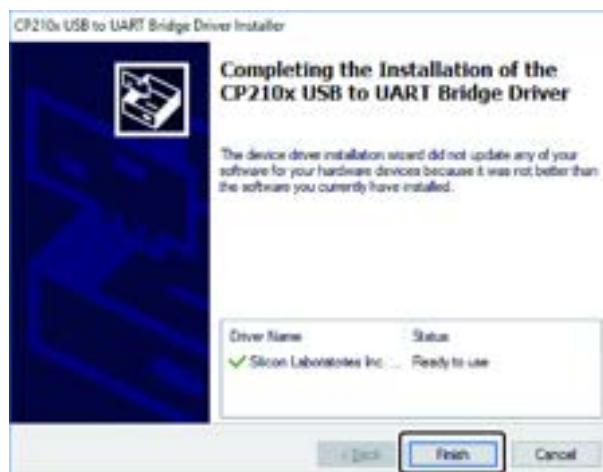 CP210x USB to UART Bridge Driver Installer
Completing the Installation of the
CP210x USB to UART Bridge Driver
The device driver installation wizard did not update any of your
software for your hardware devices because it was not better than
the software you currently have installed.
Driver Name Status
Silicon Laboratories Inc. ... Ready to use
< Back Finish Cancel